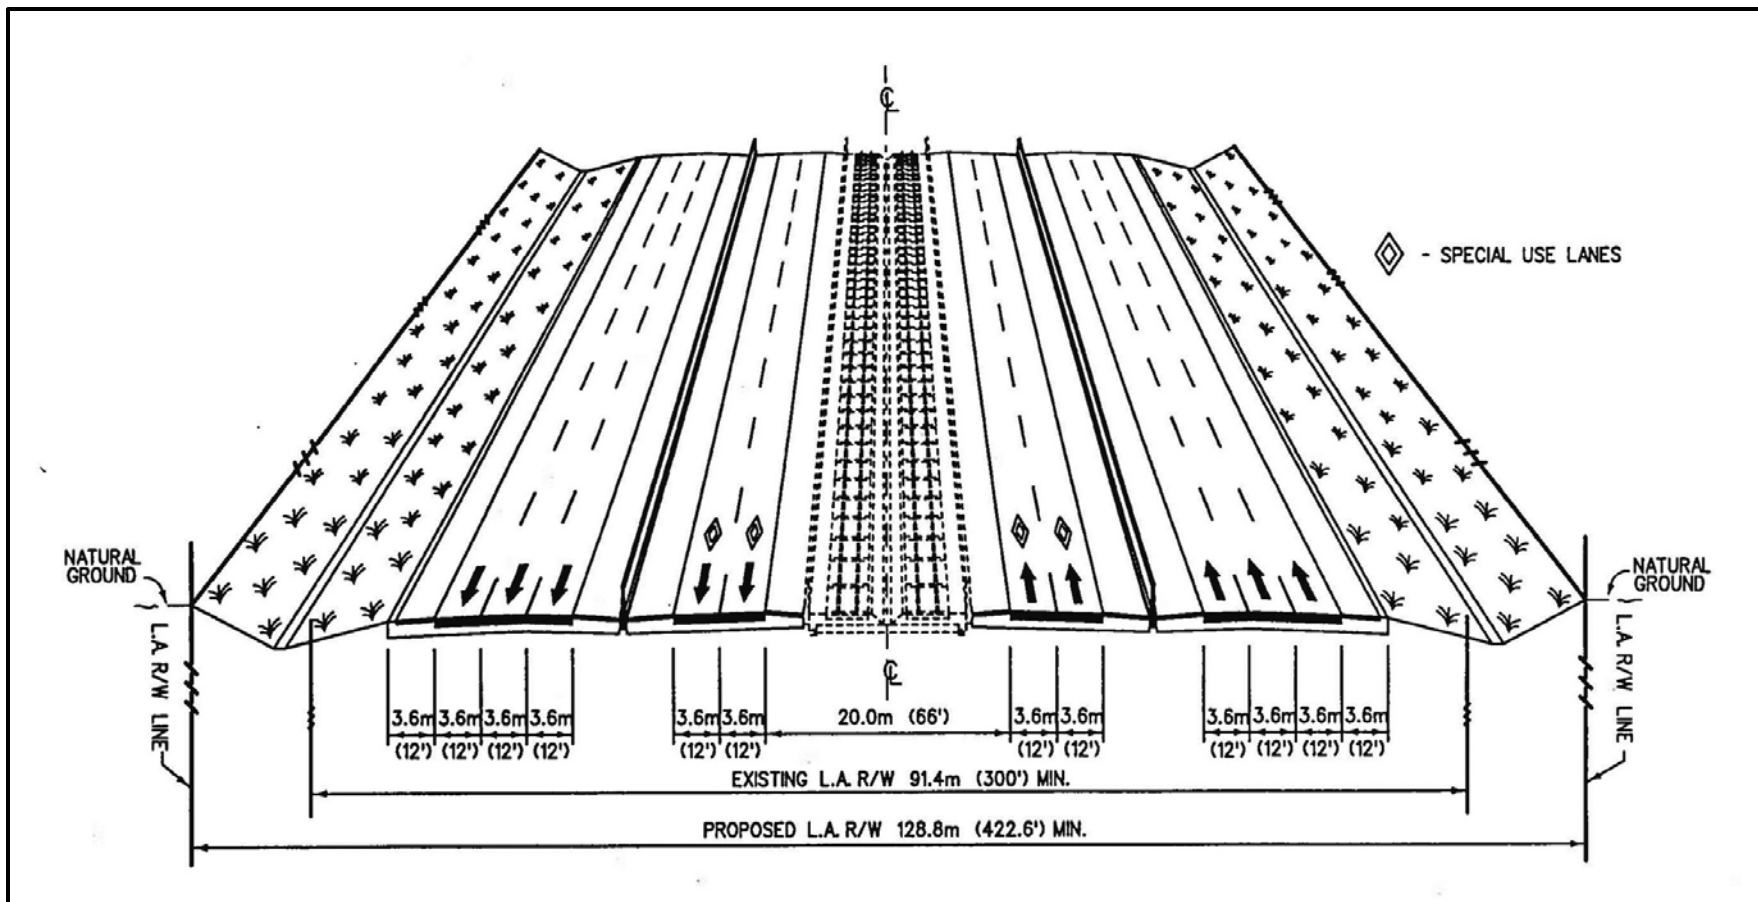 ℄
- SPECIAL USE LANES
NATURAL
GROUND
NATURAL
GROUND
L.A. R/W LINE
L.A. R/W LINE
℄
3.6m 3.6m 3.6m 3.6m
(12') (12') (12') (12')
3.6m 3.6m
(12') (12')
20.0m (66')
3.6m 3.6m
(12') (12')
3.6m 3.6m 3.6m 3.6m
(12') (12') (12') (12')
EXISTING L.A. R/W 91.4m (300') MIN.
PROPOSED L.A. R/W 128.8m (422.6') MIN.